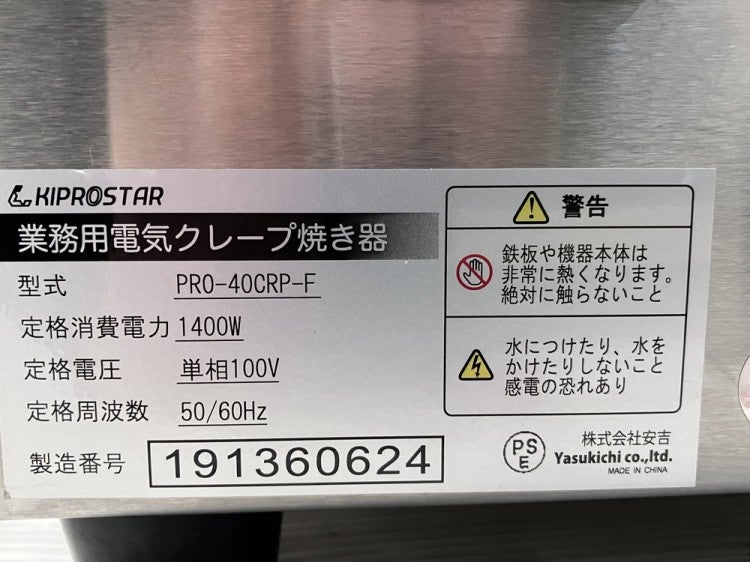 KIPROSTAR
業務用電気クレープ焼き器
型式 PRO-40CRP-F
定格消費電力 1400W
定格電圧 単相100V
定格周波数 50/60Hz
製造番号 191360624
警告
鉄板や機器本体は
非常に熱くなります。
絶対に触らないこと
水につけたり、水を
かけたりしないこと
感電の恐れあり
PSE
株式会社安吉
Yasukichi co.,ltd.
MADE IN CHINA